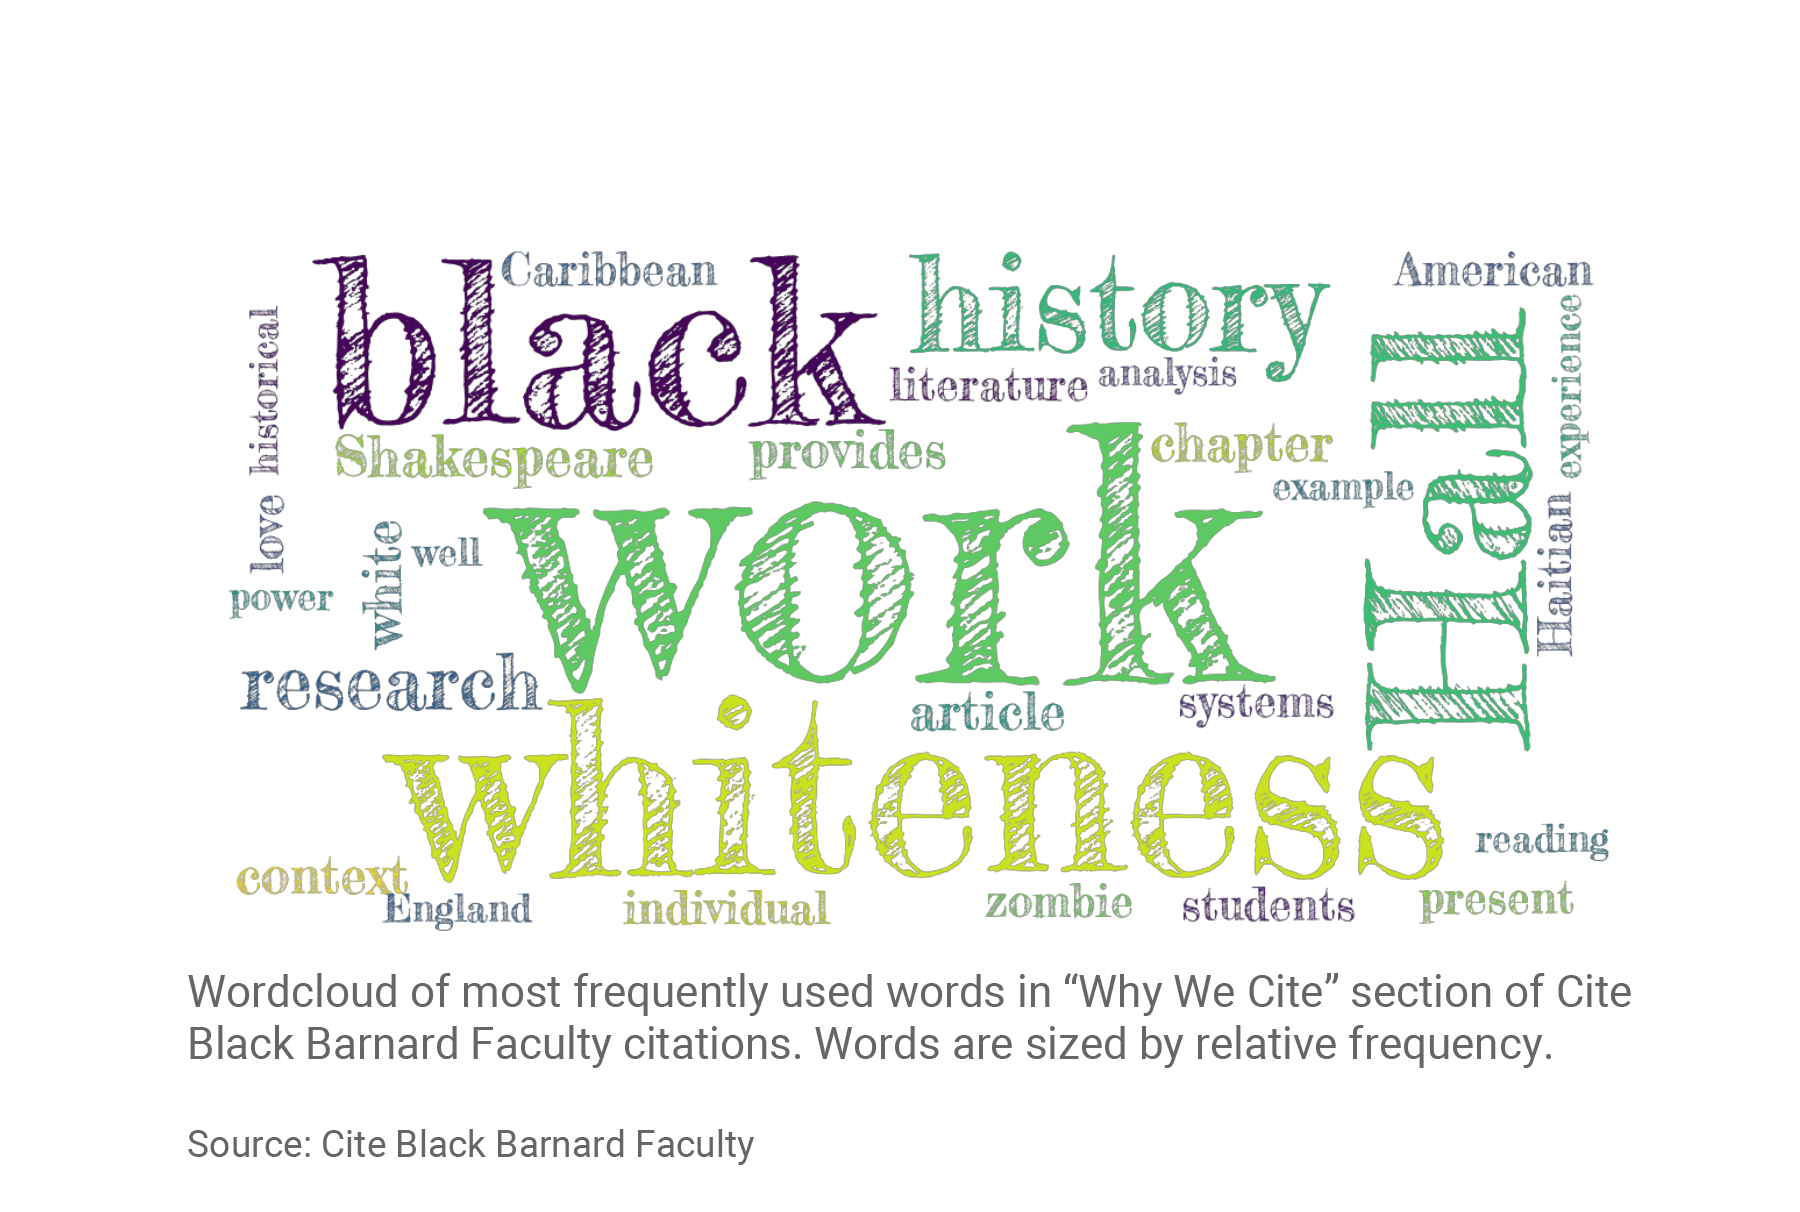 black
Caribbean
history
American
historical
literature
analysis
Hall
experience
Shakespeare
provides
chapter
example
work
love
white
well
Haitian
power
research
article
systems
whiteness
reading
context
England
individual
zombie
students
present
Wordcloud of most frequently used words in “Why We Cite” section of Cite
Black Barnard Faculty citations. Words are sized by relative frequency.
Source: Cite Black Barnard Faculty